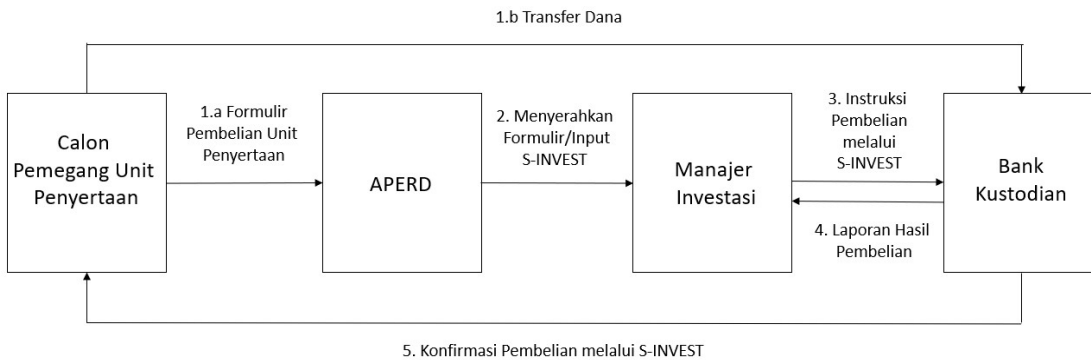 1.b Transfer Dana
Calon
Pemegang Unit
Penyertaan
1.a Formulir
Pembelian Unit
Penyertaan
APERD
2. Menyerahkan
Formulir/Input
S-INVEST
Manajer
Investasi
3. Instruksi
Pembelian
melalui
S-INVEST
4. Laporan Hasil
Pembelian
Bank
Kustodian
5. Konfirmasi Pembelian melalui S-INVEST